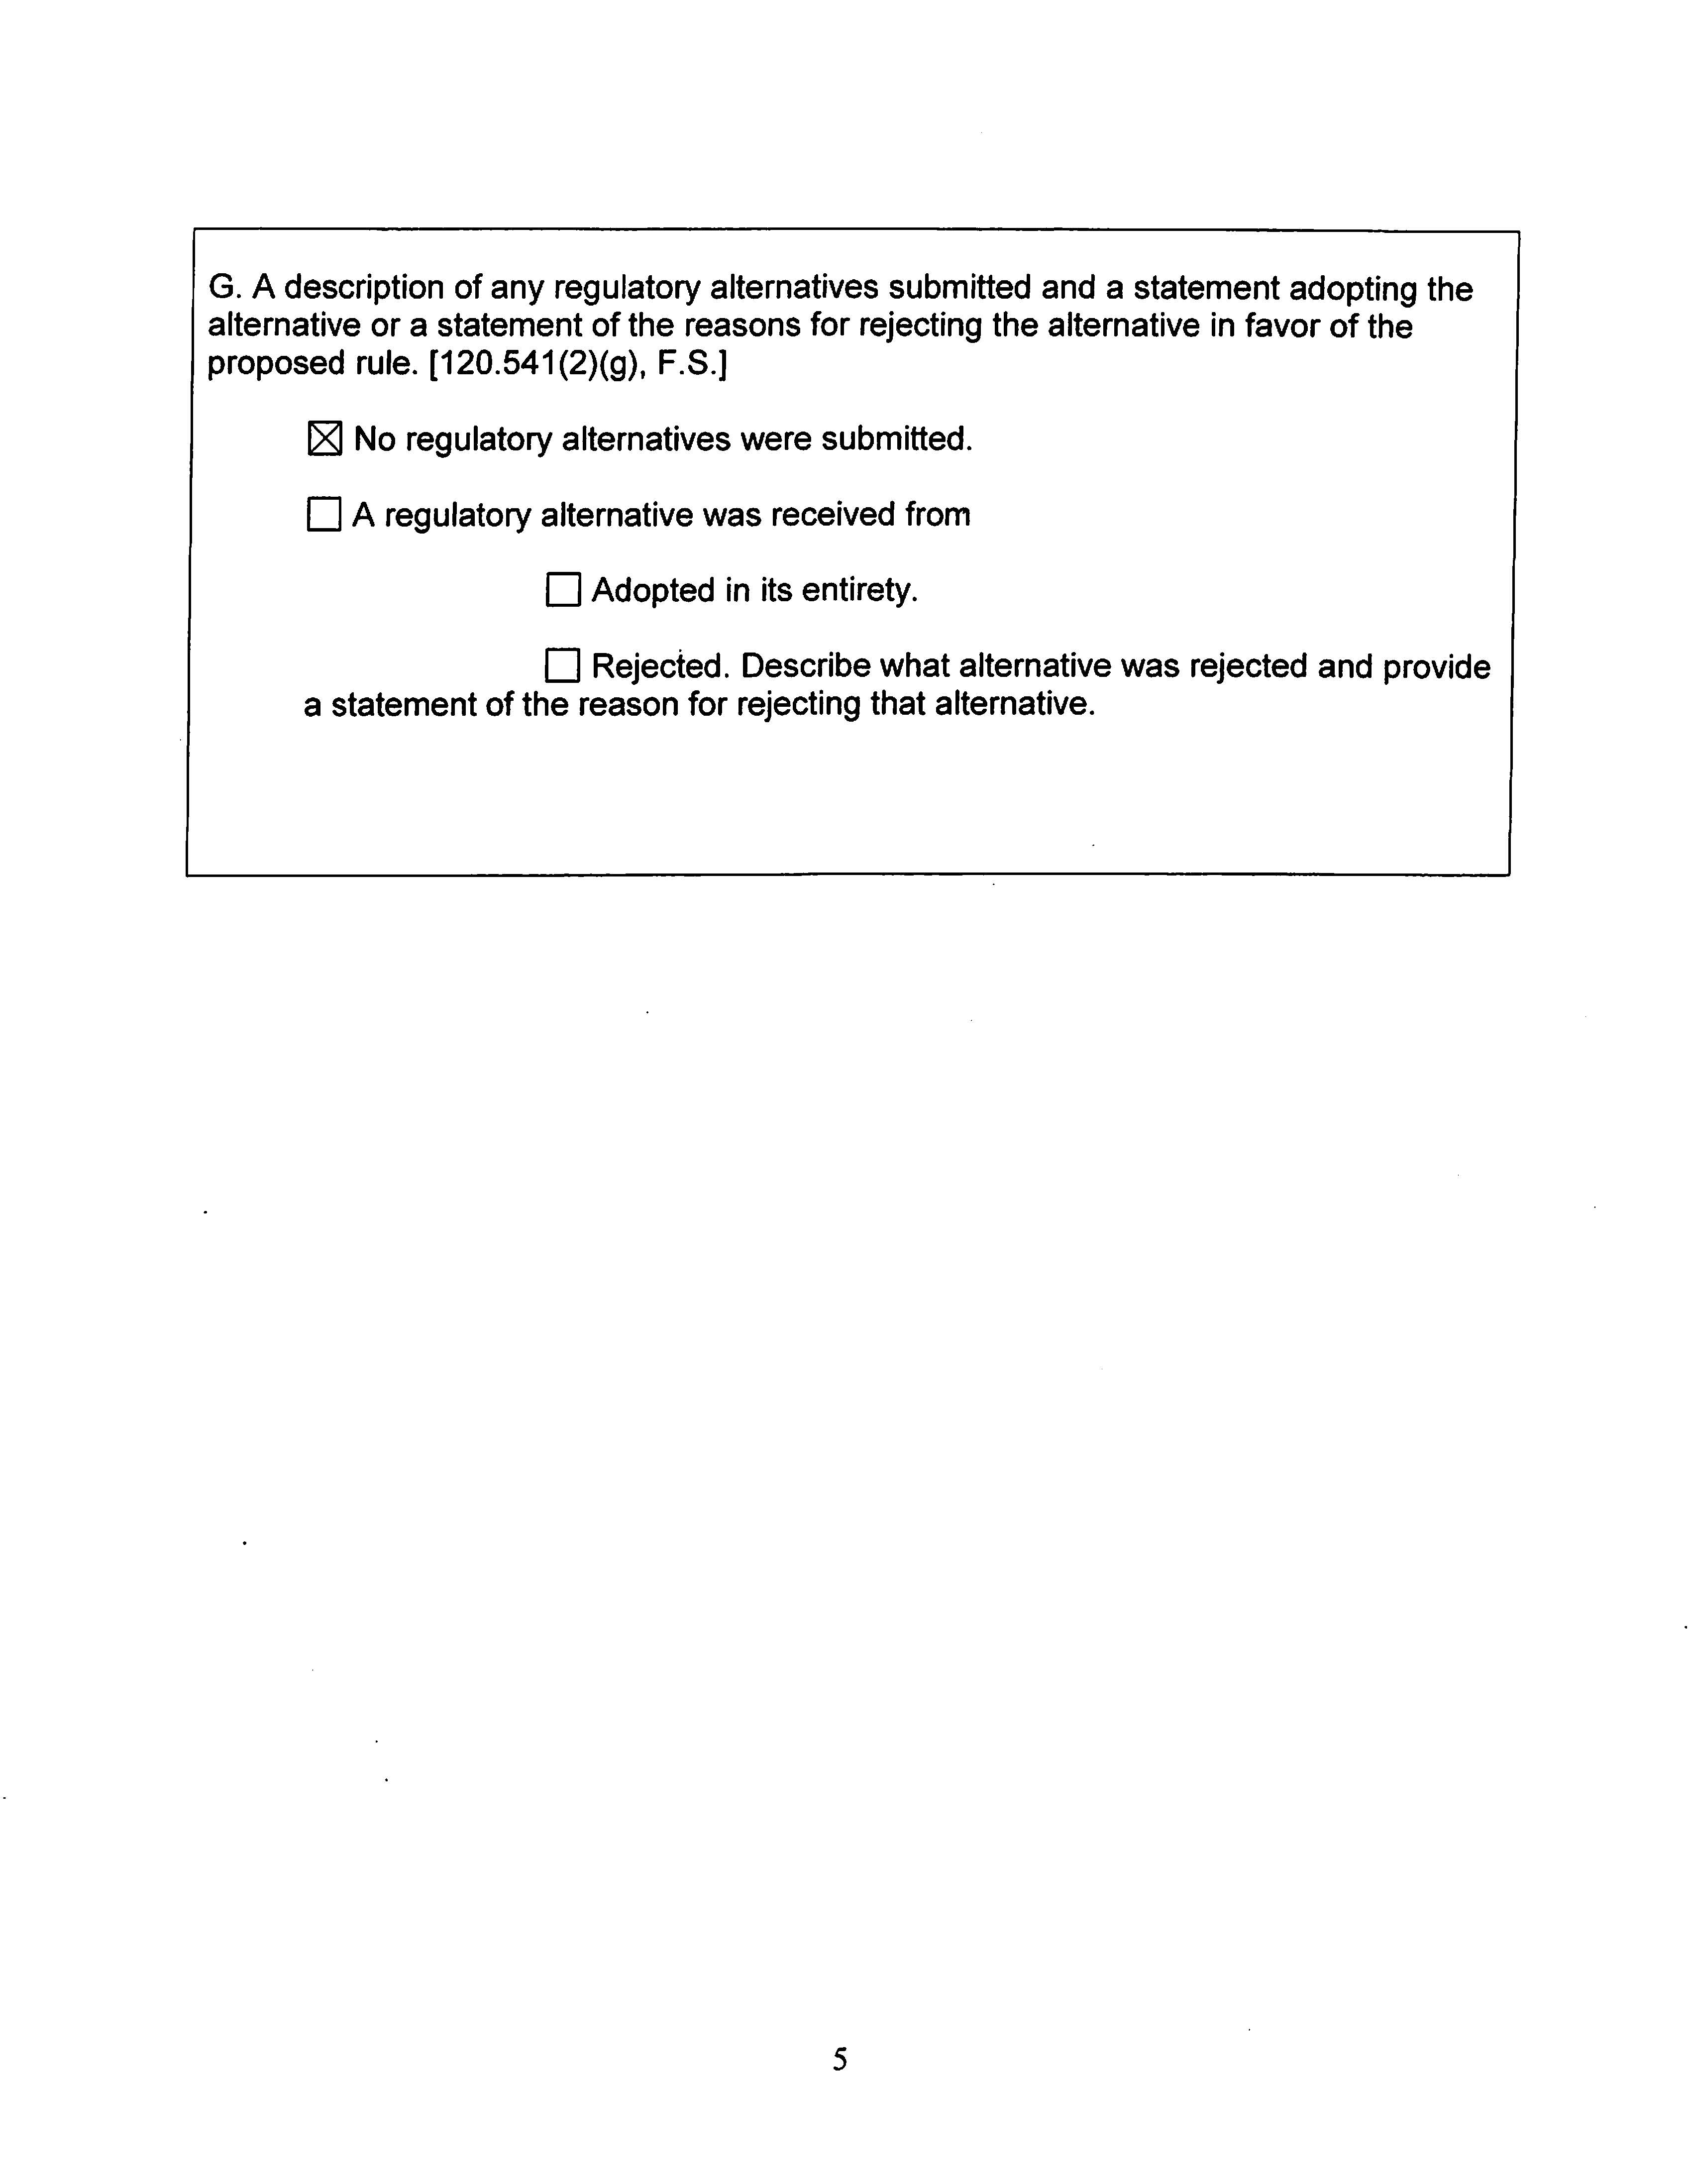 G. A description of any regulatory alternatives submitted and a statement adopting the
alternative or a statement of the reasons for rejecting the alternative in favor of the
proposed rule. [120.541(2)(g), F.S.]
☒ No regulatory alternatives were submitted.
☐ A regulatory alternative was received from
☐ Adopted in its entirety.
☐ Rejected. Describe what alternative was rejected and provide
a statement of the reason for rejecting that alternative.
5